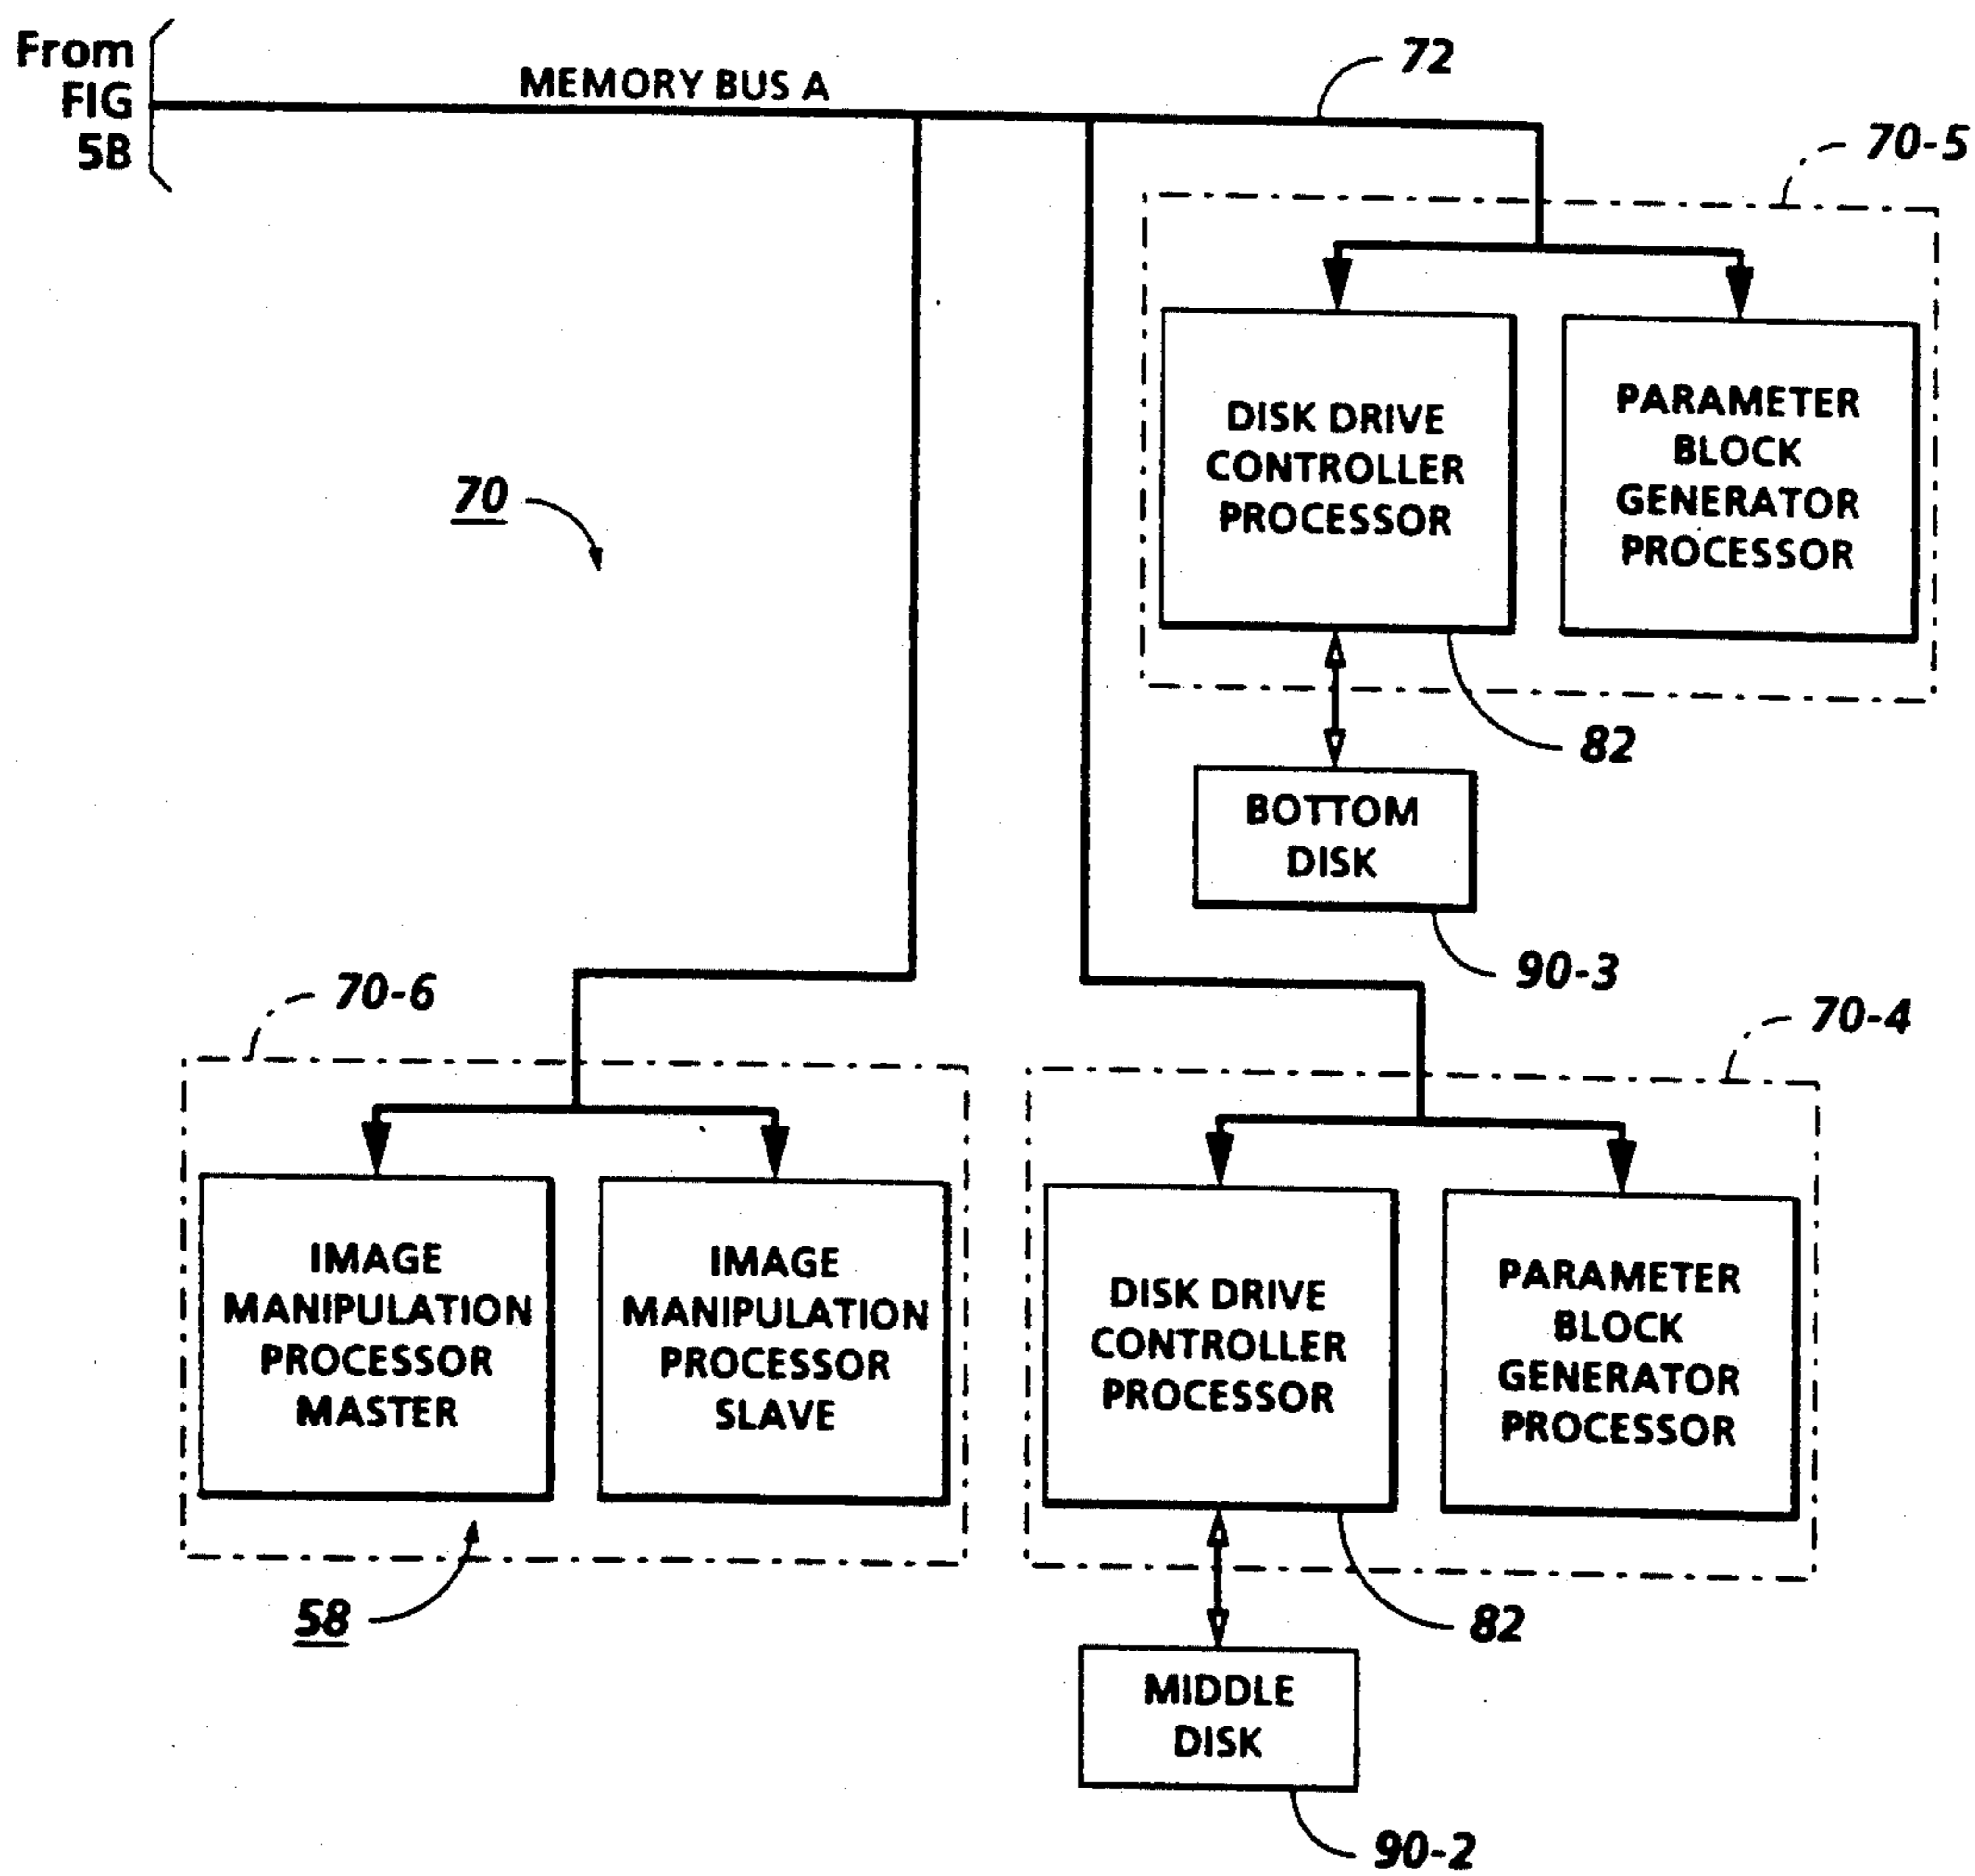 From
FIG
5B
MEMORY BUS A
72
70-5
DISK DRIVE
CONTROLLER
PROCESSOR
PARAMETER
BLOCK
GENERATOR
PROCESSOR
70
82
BOTTOM
DISK
90-3
70-6
70-4
IMAGE
MANIPULATION
PROCESSOR
MASTER
IMAGE
MANIPULATION
PROCESSOR
SLAVE
DISK DRIVE
CONTROLLER
PROCESSOR
PARAMETER
BLOCK
GENERATOR
PROCESSOR
58
82
MIDDLE
DISK
90-2